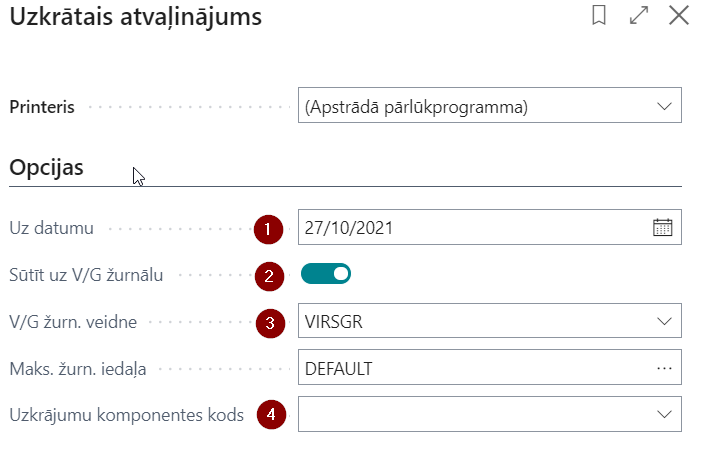 Uzkrātais atvaļinājums
Printeris (Apstrādā pārlūkprogramma)
Opcijas
Uz datumu 1 27/10/2021
Sūtīt uz V/G žurnālu 2
V/G žurn. veidne 3 VIRSGR
Maks. žurn. iedaļa DEFAULT
Uzkrājumu komponentes kods 4